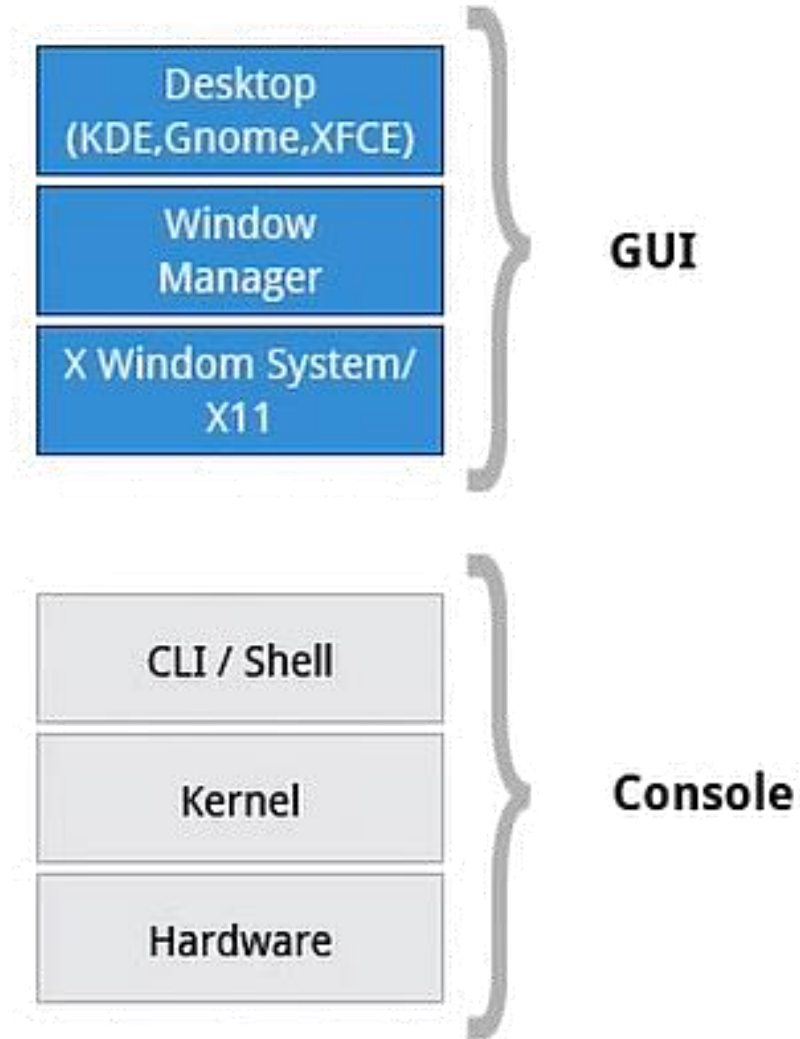 Desktop
(KDE,Gnome,XFCE)
Window
Manager
X Windom System/
X11
GUI
CLI / Shell
Kernel
Hardware
Console